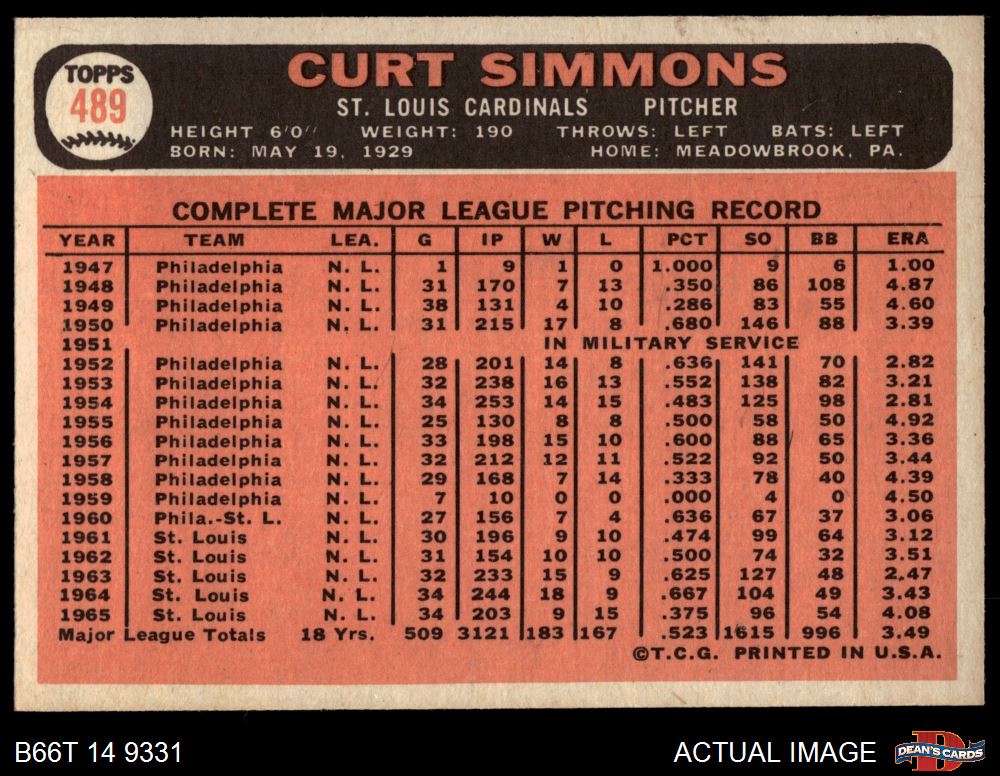 TOPPS
489
CURT SIMMONS
ST. LOUIS CARDINALS PITCHER
HEIGHT 6'0" WEIGHT: 190 THROWS: LEFT BATS: LEFT
BORN: MAY 19, 1929 HOME: MEADOWBROOK, PA.
COMPLETE MAJOR LEAGUE PITCHING RECORD
YEAR TEAM LEA. G IP W L PCT SO BB ERA
1947 Philadelphia N. L. 1 9 1 0 1.000 9 6 1.00
1948 Philadelphia N. L. 31 170 7 13 .350 86 108 4.87
1949 Philadelphia N. L. 38 131 4 10 .286 83 55 4.60
1950 Philadelphia N. L. 31 215 17 8 .680 146 88 3.39
1951 IN MILITARY SERVICE
1952 Philadelphia N. L. 28 201 14 8 .636 141 70 2.82
1953 Philadelphia N. L. 32 238 16 13 .552 138 82 3.21
1954 Philadelphia N. L. 34 253 14 15 .483 125 98 2.81
1955 Philadelphia N. L. 25 130 8 8 .500 58 50 4.92
1956 Philadelphia N. L. 33 198 15 10 .600 88 65 3.36
1957 Philadelphia N. L. 32 212 12 11 .522 92 50 3.44
1958 Philadelphia N. L. 29 168 7 14 .333 78 40 4.39
1959 Philadelphia N. L. 7 10 0 0 .000 4 0 4.50
1960 Phila.-St. L. N. L. 27 156 7 4 .636 67 37 3.06
1961 St. Louis N. L. 30 196 9 10 .474 99 64 3.12
1962 St. Louis N. L. 31 154 10 10 .500 74 32 3.51
1963 St. Louis N. L. 32 233 15 9 .625 127 48 2.47
1964 St. Louis N. L. 34 244 18 9 .667 104 49 3.43
1965 St. Louis N. L. 34 203 9 15 .375 96 54 4.08
Major League Totals 18 Yrs. 509 3121 183 167 .523 1615 996 3.49
©T.C.G. PRINTED IN U.S.A.
B66T 14 9331 ACTUAL IMAGE DEAN'S CARDS